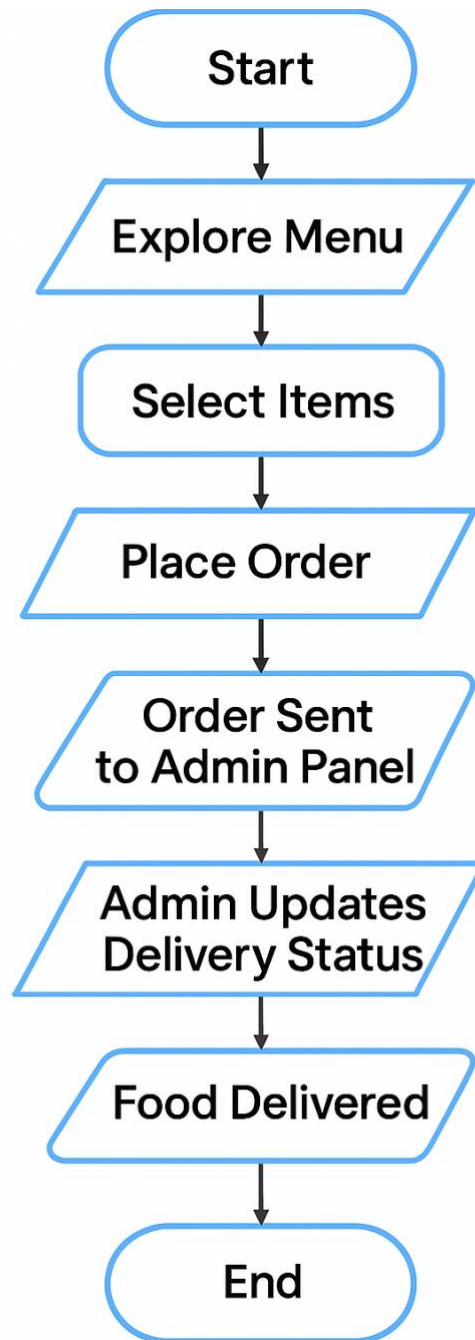 Start
Explore Menu
Select Items
Place Order
Order Sent
to Admin Panel
Admin Updates
Delivery Status
Food Delivered
End